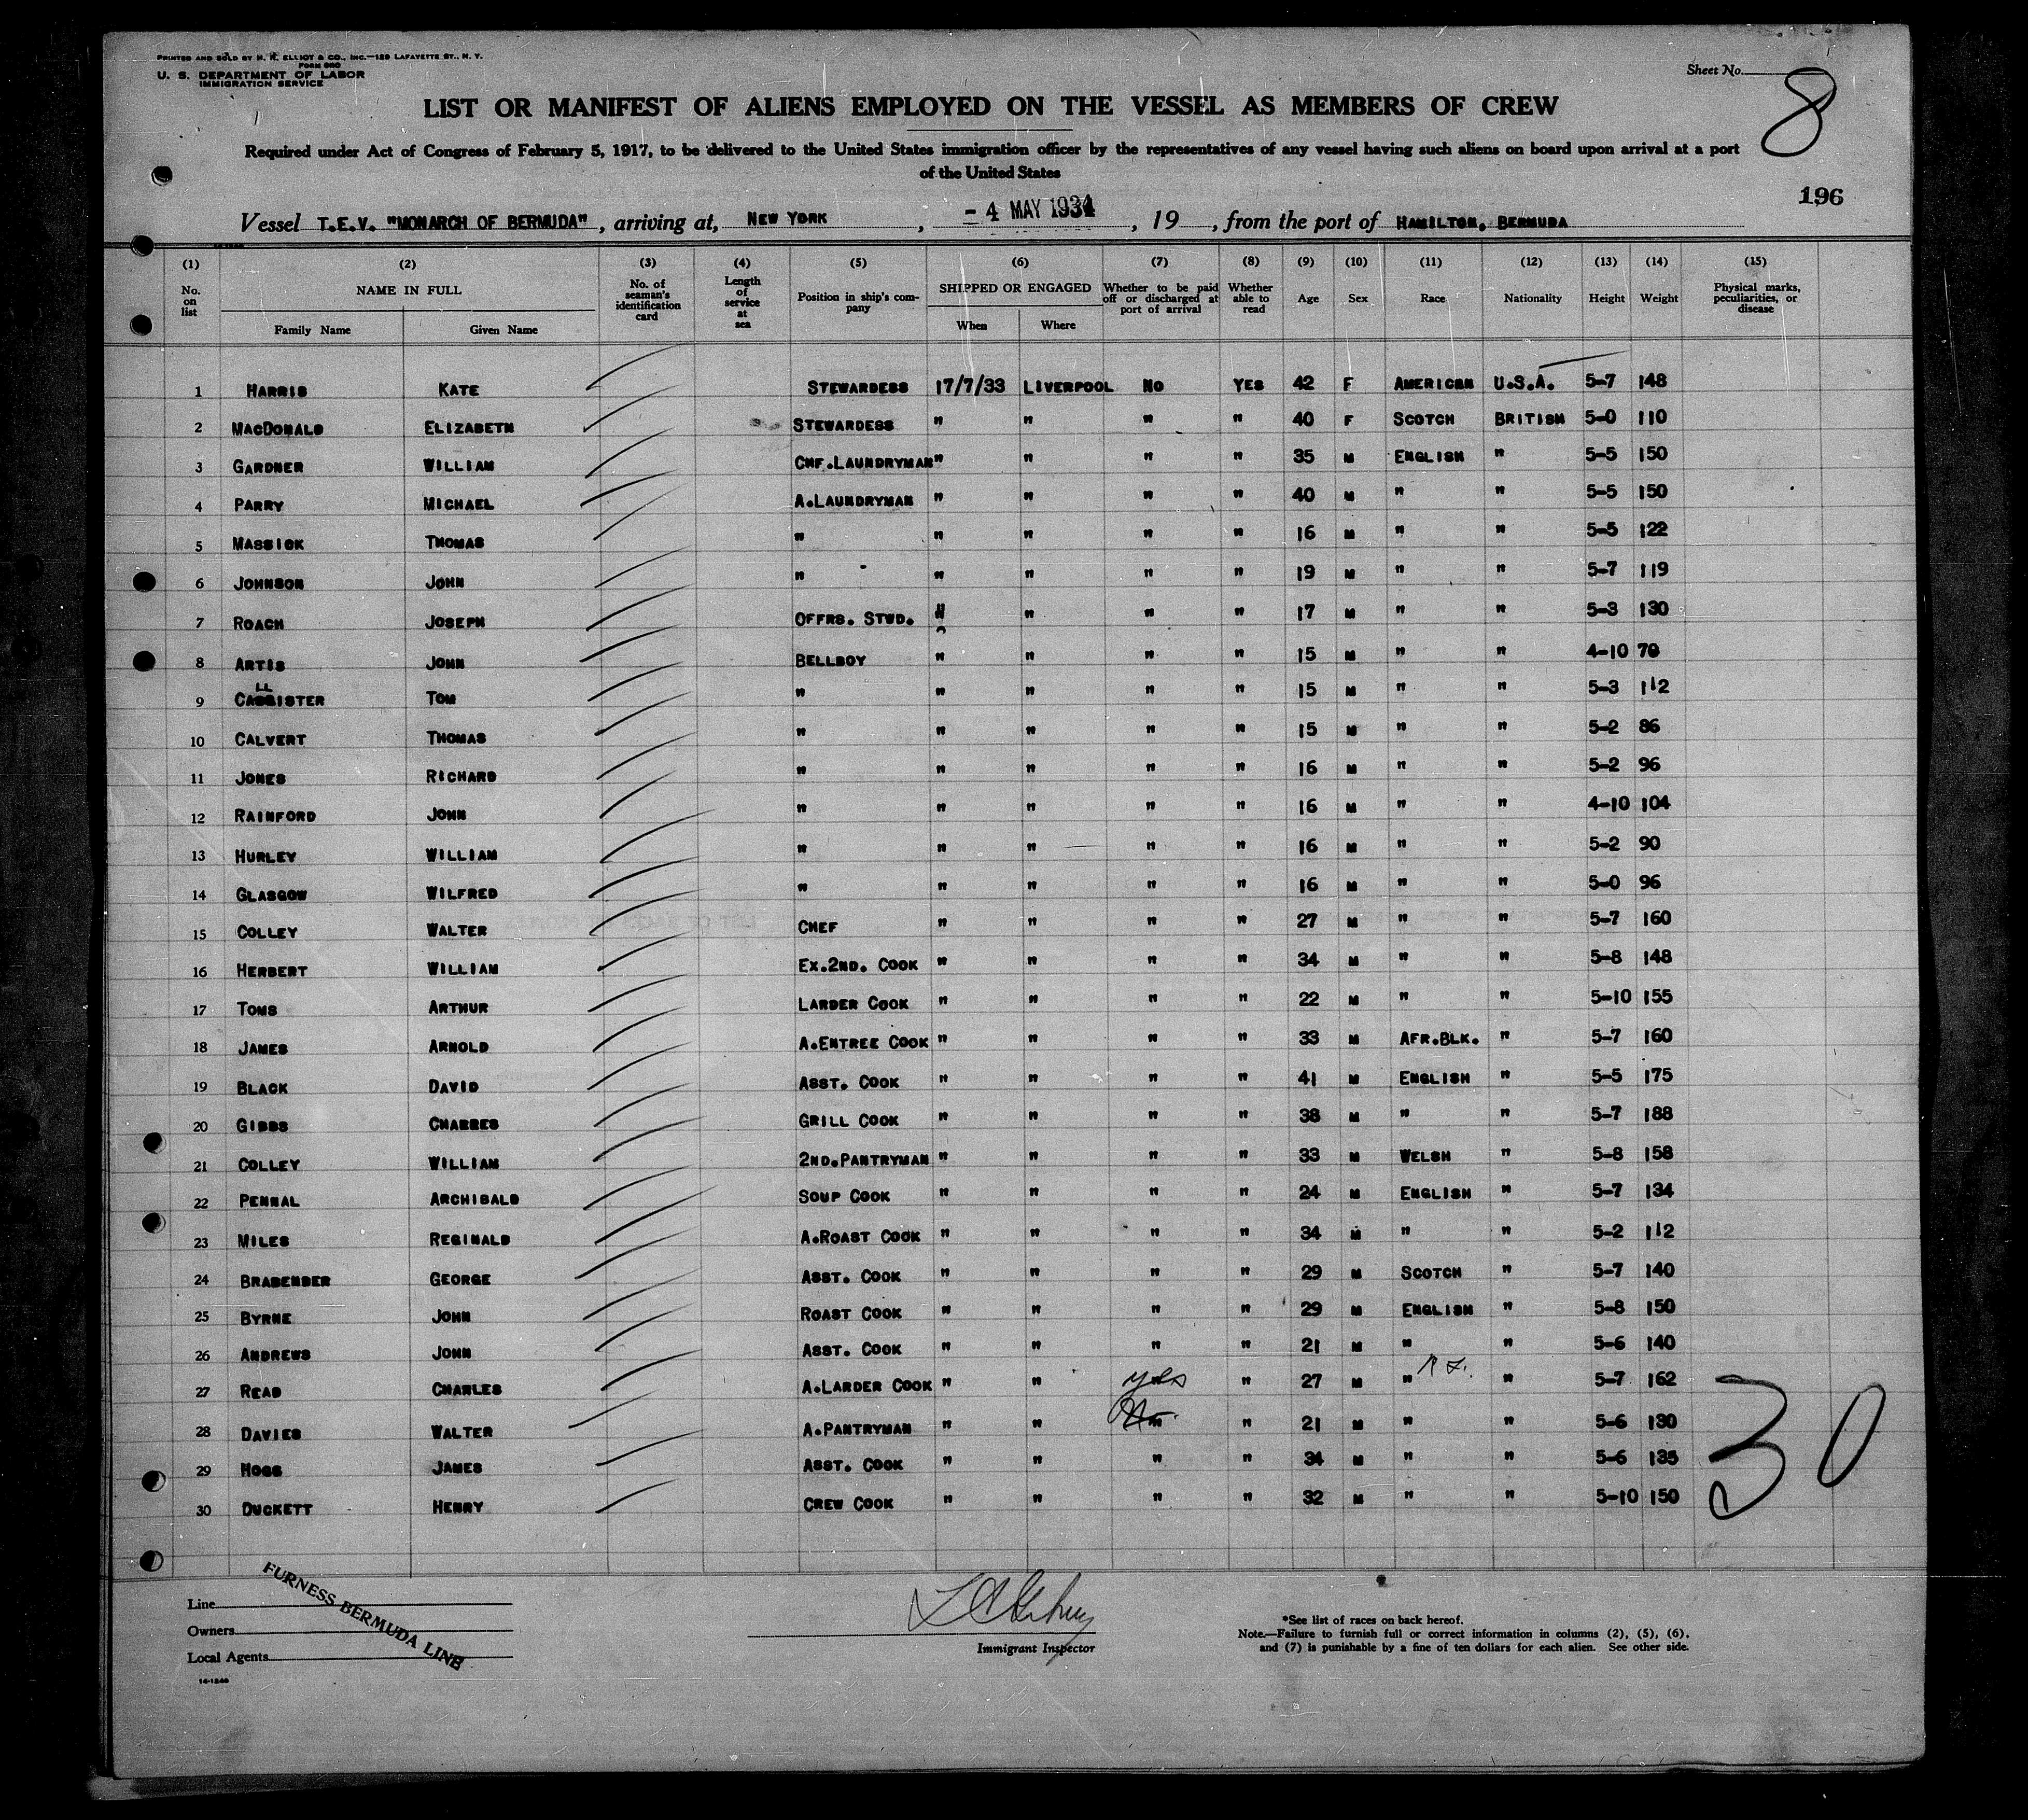 PRINTED AND SOLD BY H. K. ELLIOT & CO., INC.—129 LAFAYETTE ST., N. Y.
FORM 680
U. S. DEPARTMENT OF LABOR
IMMIGRATION SERVICE
Sheet No. 8
LIST OR MANIFEST OF ALIENS EMPLOYED ON THE VESSEL AS MEMBERS OF CREW
Required under Act of Congress of February 5, 1917, to be delivered to the United States immigration officer by the representatives of any vessel having such aliens on board upon arrival at a port
of the United States
196
Vessel T.E.V. "MONARCH OF BERMUDA", arriving at, NEW YORK, - 4 MAY 1934, 19 , from the port of HAMILTON, BERMUDA
(1) (2) (3) (4) (5) (6) (7) (8) (9) (10) (11) (12) (13) (14) (15)
No. on list NAME IN FULL Family Name Given Name No. of seaman's identification card Length of service at sea Position in ship's company SHIPPED OR ENGAGED When Where Whether to be paid off or discharged at port of arrival Whether able to read Age Sex Race Nationality Height Weight Physical marks, peculiarities, or disease
1 HARRIS KATE STEWARDESS 17/7/33 LIVERPOOL NO YES 42 F AMERICAN U.S.A. 5-7 148
2 MACDONALD ELIZABETH STEWARDESS " " " " 40 F SCOTCH BRITISH 5-0 110
3 GARDNER WILLIAM CHF.LAUNDRYMAN " " " " 35 M ENGLISH " 5-5 150
4 PARRY MICHAEL A.LAUNDRYMAN " " " " 40 M " " 5-5 150
5 MASSICK THOMAS " " " " " 16 M " " 5-5 122
6 JOHNSON JOHN " " " " " 19 M " " 5-7 119
7 ROACH JOSEPH OFFRS. STWD. " " " " 17 M " " 5-3 130
8 ARTIS JOHN BELLBOY " " " " 15 M " " 4-10 70
9 CALLISTER TOM " " " " " 15 M " " 5-3 112
10 CALVERT THOMAS " " " " " 15 M " " 5-2 86
11 JONES RICHARD " " " " " 16 M " " 5-2 96
12 RAINFORD JOHN " " " " " 16 M " " 4-10 104
13 HURLEY WILLIAM " " " " " 16 M " " 5-2 90
14 GLASGOW WILFRED " " " " " 16 M " " 5-0 96
15 COLLEY WALTER CHEF " " " " 27 M " " 5-7 160
16 HERBERT WILLIAM EX.2ND. COOK " " " " 34 M " " 5-8 148
17 TOMS ARTHUR LARDER COOK " " " " 22 M " " 5-10 155
18 JAMES ARNOLD A.ENTREE COOK " " " " 33 M AFR.BLK. " 5-7 160
19 BLACK DAVID ASST. COOK " " " " 41 M ENGLISH " 5-5 175
20 GIBBS CHARRES GRILL COOK " " " " 38 M " " 5-7 188
21 COLLEY WILLIAM 2ND.PANTRYMAN " " " " 33 M WELSH " 5-8 158
22 PENNAL ARCHIBALD SOUP COOK " " " " 24 M ENGLISH " 5-7 134
23 MILES REGINALD A.ROAST COOK " " " " 34 M " " 5-2 112
24 BRABENDER GEORGE ASST. COOK " " " " 29 M SCOTCH " 5-7 140
25 BYRNE JOHN ROAST COOK " " " " 29 M ENGLISH " 5-8 150
26 ANDREWS JOHN ASST. COOK " " " " 21 M " " 5-6 140
27 READ CHARLES A.LARDER COOK " " yes " 27 M " " 5-7 162
28 DAVIES WALTER A.PANTRYMAN " " No " 21 M " " 5-6 130
29 HOGG JAMES ASST. COOK " " " " 34 M " " 5-6 135
30 DUCKETT HENRY CREW COOK " " " " 32 M " " 5-10 150
30
Line
Owners
Local Agents
FURNESS BERMUDA LINE
Immigrant Inspector
*See list of races on back hereof.
Note.—Failure to furnish full or correct information in columns (2), (5), (6),
and (7) is punishable by a fine of ten dollars for each alien. See other side.
14-1240